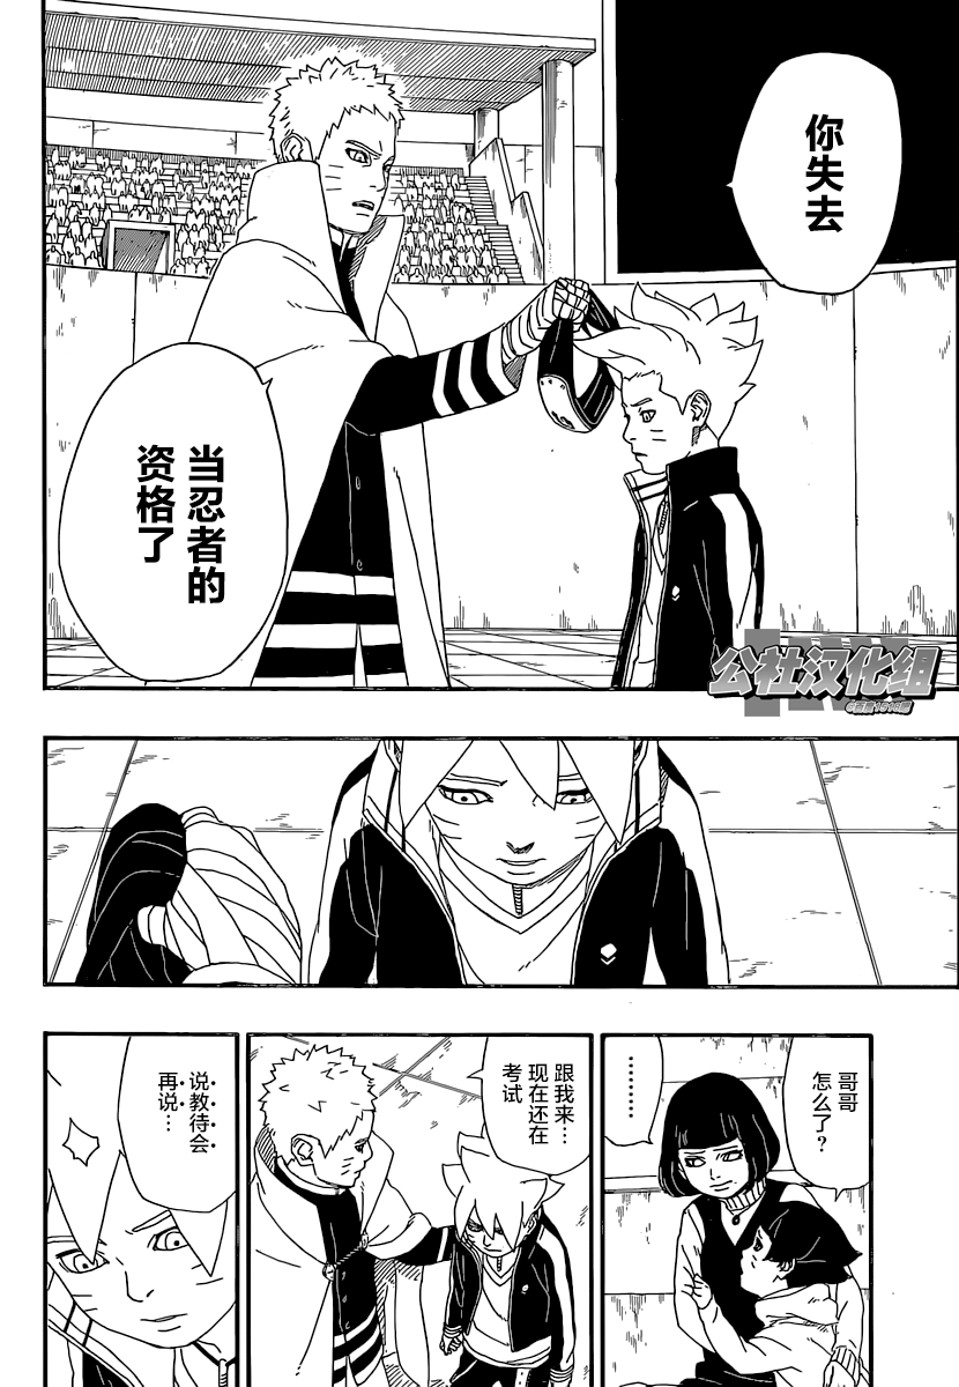 你失去
当忍者的
资格了
公社汉化组
哥哥
怎么了?
………
跟我来…
现在还在
考试
说教待会
再说…